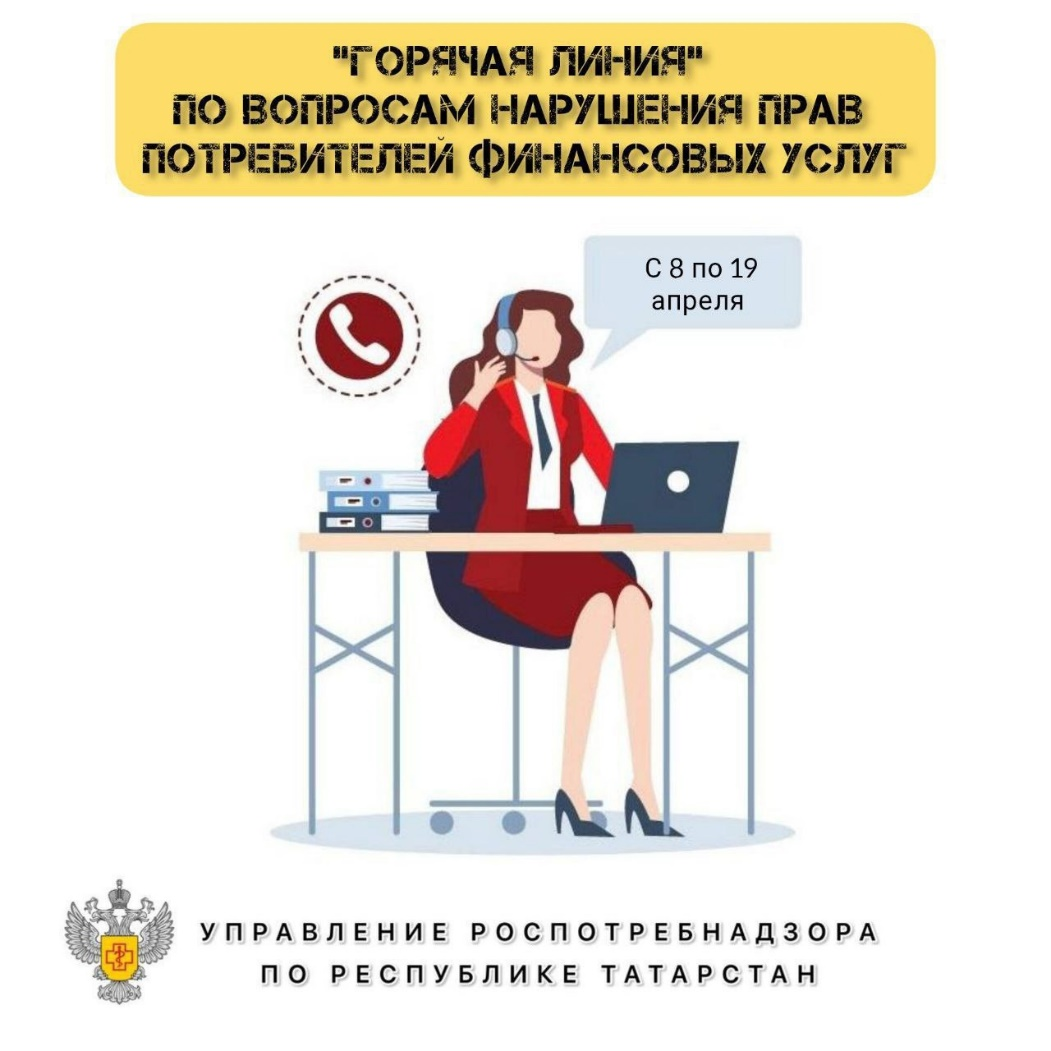 "ГОРЯЧАЯ ЛИНИЯ"
ПО ВОПРОСАМ НАРУШЕНИЯ ПРАВ
ПОТРЕБИТЕЛЕЙ ФИНАНСОВЫХ УСЛУГ
С 8 по 19
апреля
УПРАВЛЕНИЕ РОСПОТРЕБНАДЗОРА
ПО РЕСПУБЛИКЕ ТАТАРСТАН